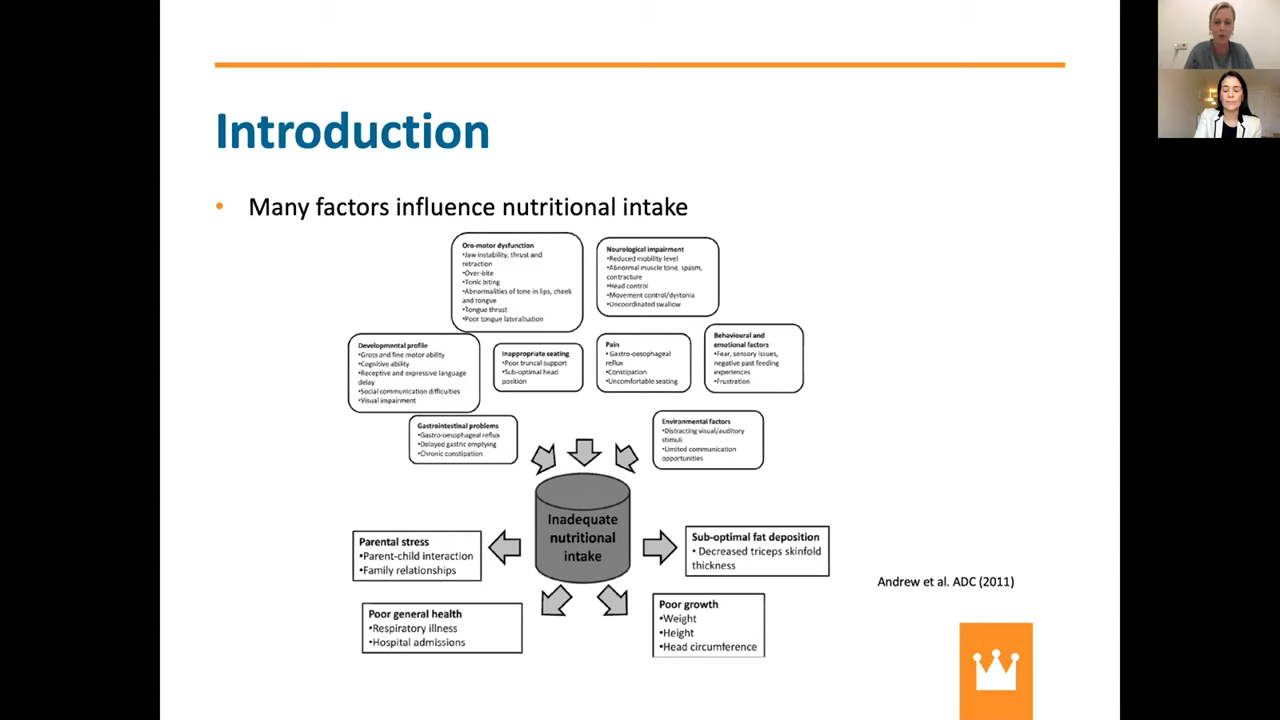 Introduction
• Many factors influence nutritional intake
Oro-motor dysfunction
•Jaw instability, thrust and
retraction
•Over-bite
•Tonic biting
•Abnormalities of tone in lips, cheek
and tongue
•Tongue thrust
•Poor tongue lateralisation
Neurological impairment
•Reduced mobility level
•Abnormal muscle tone, spasm,
contracture
•Head control
•Movement control/dystonia
•Uncoordinated swallow
Developmental profile
•Gross and fine motor ability
•Cognitive ability
•Receptive and expressive language
delay
•Social communication difficulties
•Visual impairment
Inappropriate seating
•Poor truncal support
•Sub-optimal head
position
Pain
• Gastro-oesophageal
reflux
•Constipation
•Uncomfortable seating
Behavioural and
emotional factors
•Fear, sensory issues,
negative past feeding
experiences
•Frustration
Gastrointestinal problems
•Gastro-oesophageal reflux
•Delayed gastric emptying
•Chronic constipation
Environmental factors
•Distracting visual/auditory
stimuli
•Limited communication
opportunities
Inadequate
nutritional
intake
Parental stress
•Parent-child interaction
•Family relationships
Sub-optimal fat deposition
• Decreased triceps skinfold
thickness
Andrew et al. ADC (2011)
Poor general health
•Respiratory illness
•Hospital admissions
Poor growth
•Weight
•Height
•Head circumference